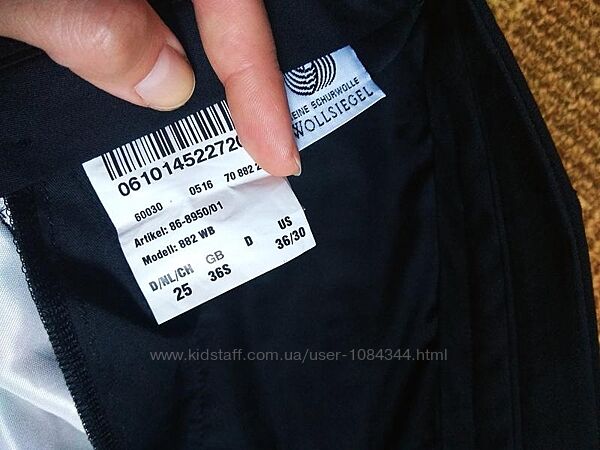 061014522720
60030 0516 70 882 2
Artikel: 86-8950/01
Modell: 882 WB
D/NL/CH GB D US
25 36S 36/30
EINE SCHURWOLLE
WOLLSIEGEL
www.kidstaff.com.ua/user-1084344.html